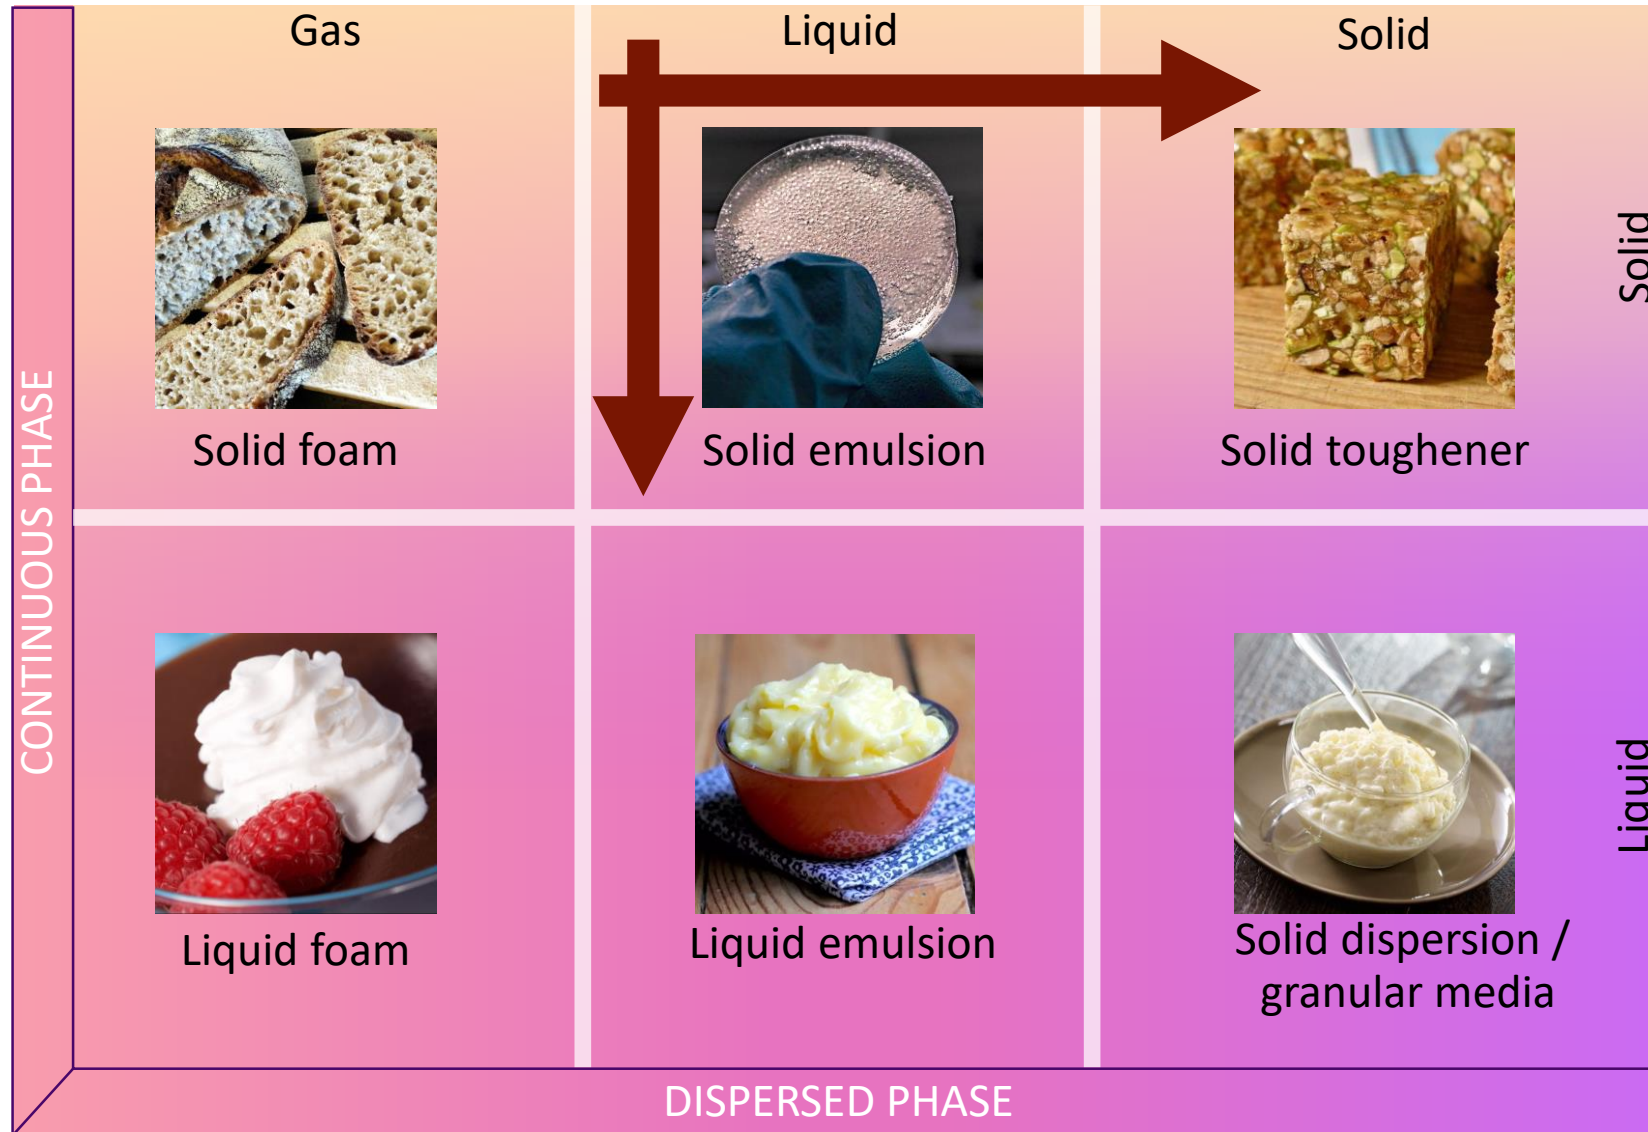 Gas
Liquid
Solid
Solid
Solid foam
Solid emulsion
Solid toughener
CONTINUOUS PHASE
Liquid
Liquid foam
Liquid emulsion
Solid dispersion /
granular media
DISPERSED PHASE